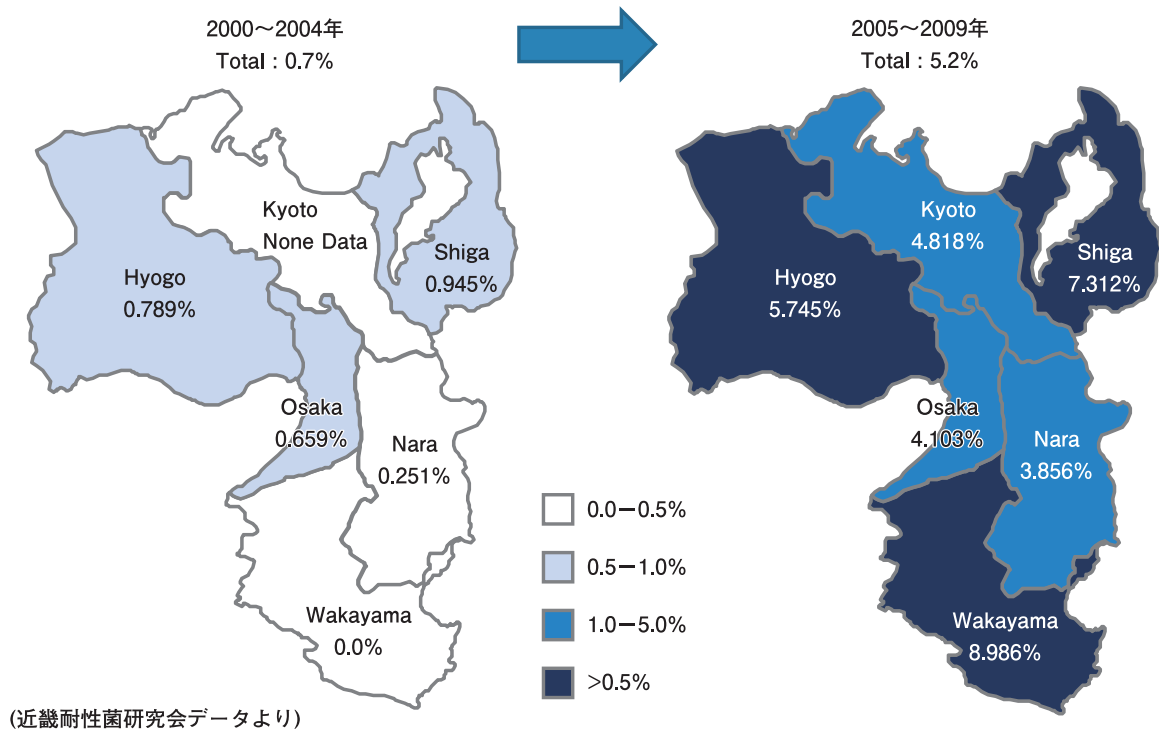 2000～2004年
Total : 0.7%
Kyoto
None Data
Shiga
0.945%
Hyogo
0.789%
Osaka
0.659%
Nara
0.251%
Wakayama
0.0%
2005～2009年
Total : 5.2%
Kyoto
4.818%
Shiga
7.312%
Hyogo
5.745%
Osaka
4.103%
Nara
3.856%
Wakayama
8.986%
0.0−0.5%
0.5−1.0%
1.0−5.0%
>0.5%
(近畿耐性菌研究会データより)